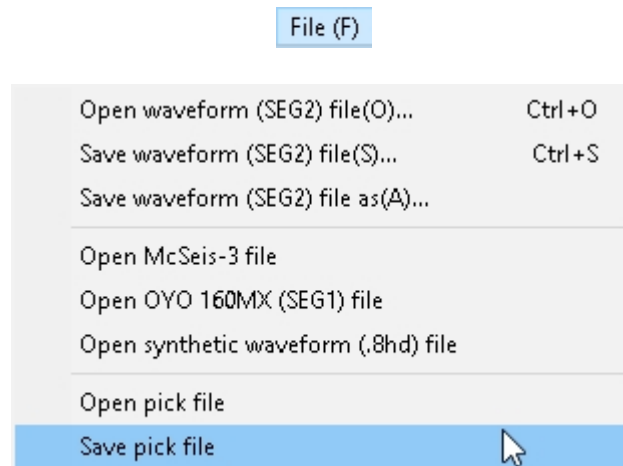 File (F)
Open waveform (SEG2) file(O)... Ctrl+O
Save waveform (SEG2) file(S)... Ctrl+S
Save waveform (SEG2) file as(A)...
Open McSeis-3 file
Open OYO 160MX (SEG1) file
Open synthetic waveform (.8hd) file
Open pick file
Save pick file